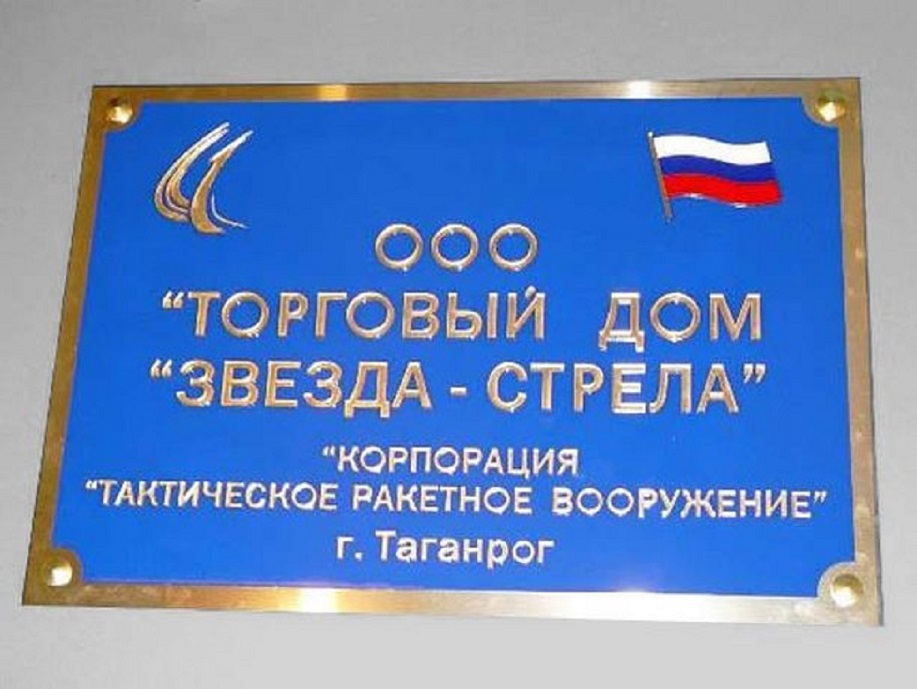 ООО
“ТОРГОВЫЙ ДОМ
“ЗВЕЗДА - СТРЕЛА”
“КОРПОРАЦИЯ
“ТАКТИЧЕСКОЕ РАКЕТНОЕ ВООРУЖЕНИЕ”
г. Таганрог